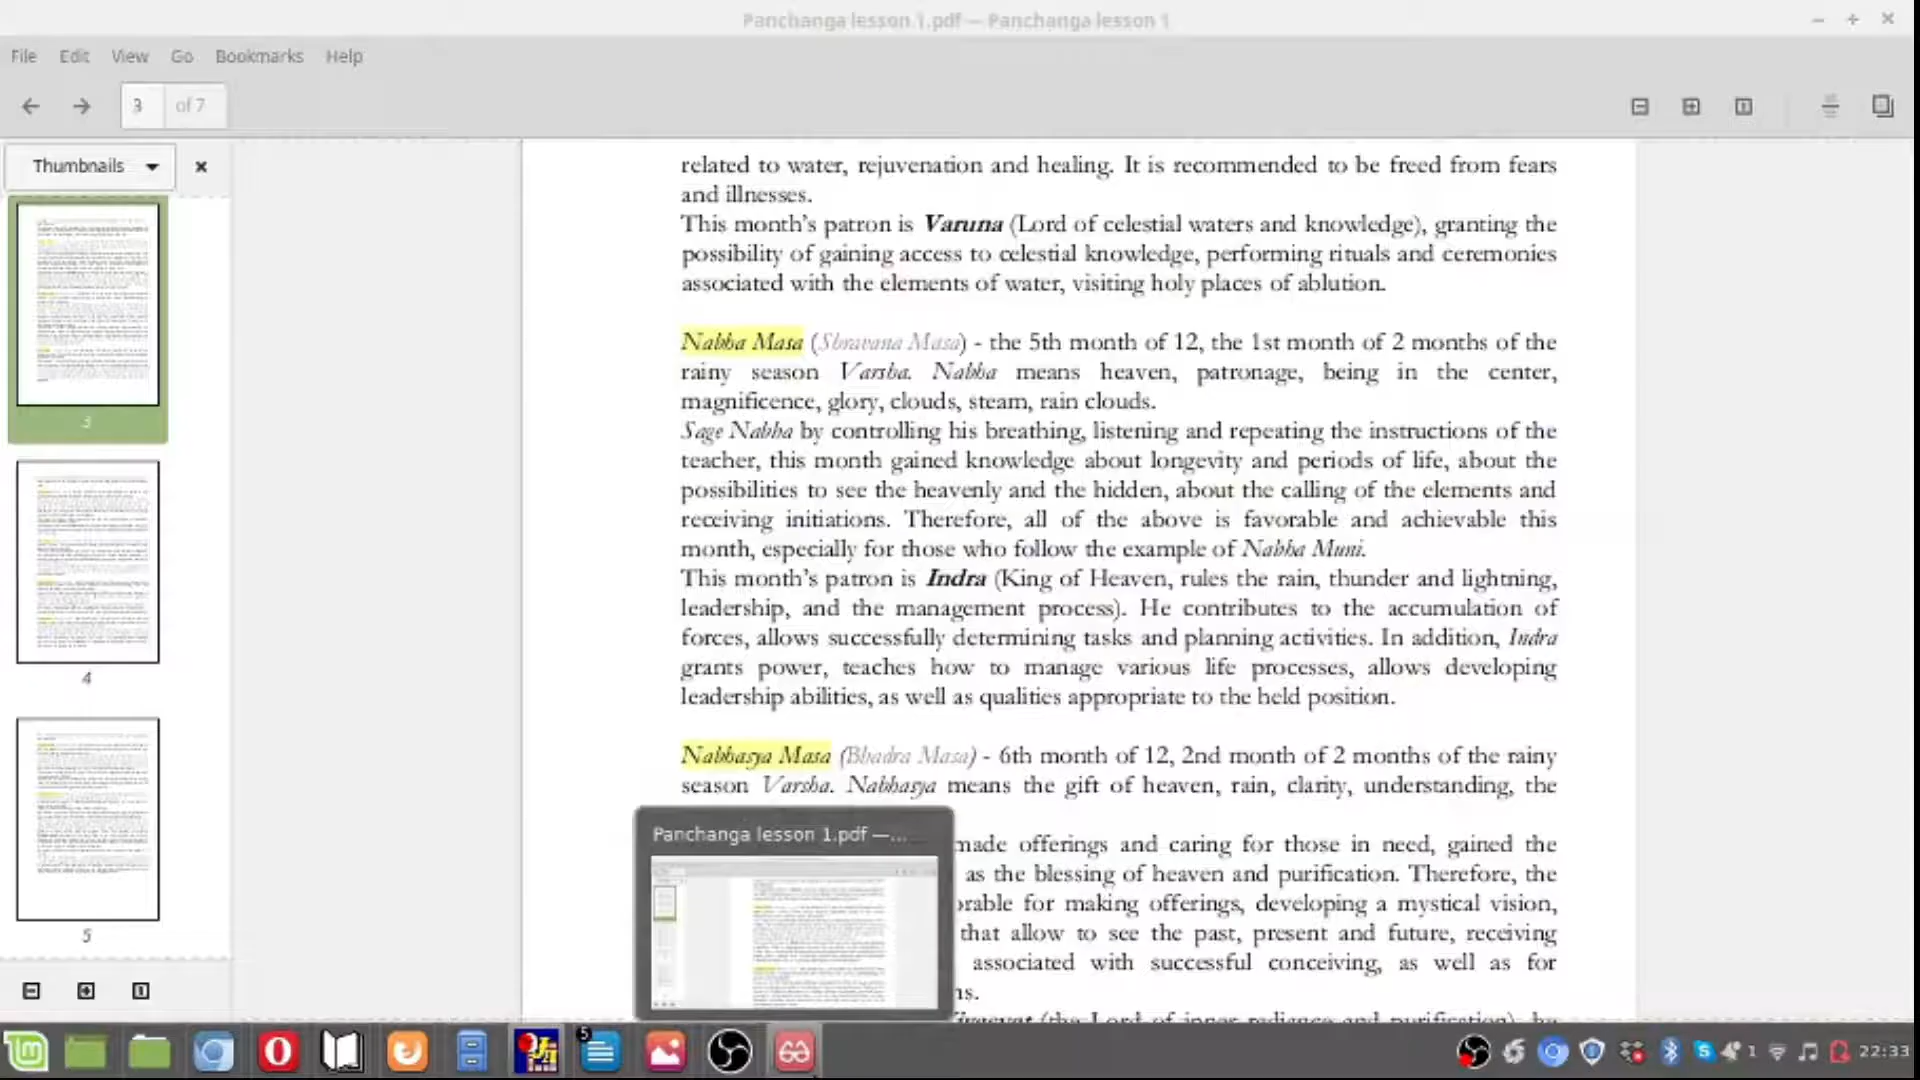 Panchanga lesson 1.pdf — Panchanga lesson 1
File Edit View Go Bookmarks Help
3 of 7
Thumbnails
3
4
5
related to water, rejuvenation and healing. It is recommended to be freed from fears
and illnesses.
This month's patron is Varuna (Lord of celestial waters and knowledge), granting the
possibility of gaining access to celestial knowledge, performing rituals and ceremonies
associated with the elements of water, visiting holy places of ablution.
Nabha Masa (Shravana Masa) - the 5th month of 12, the 1st month of 2 months of the
rainy season Varsha. Nabha means heaven, patronage, being in the center,
magnificence, glory, clouds, steam, rain clouds.
Sage Nabha by controlling his breathing, listening and repeating the instructions of the
teacher, this month gained knowledge about longevity and periods of life, about the
possibilities to see the heavenly and the hidden, about the calling of the elements and
receiving initiations. Therefore, all of the above is favorable and achievable this
month, especially for those who follow the example of Nabha Muni.
This month's patron is Indra (King of Heaven, rules the rain, thunder and lightning,
leadership, and the management process). He contributes to the accumulation of
forces, allows successfully determining tasks and planning activities. In addition, Indra
grants power, teaches how to manage various life processes, allows developing
leadership abilities, as well as qualities appropriate to the held position.
Nabhasya Masa (Bhadra Masa) - 6th month of 12, 2nd month of 2 months of the rainy
season Varsha. Nabhasya means the gift of heaven, rain, clarity, understanding, the
made offerings and caring for those in need, gained the
as the blessing of heaven and purification. Therefore, the
orable for making offerings, developing a mystical vision,
that allow to see the past, present and future, receiving
associated with successful conceiving, as well as for
ns.
(the Lord of inner radiance and purification), he
Panchanga lesson 1.pdf —...
5
1
22:33